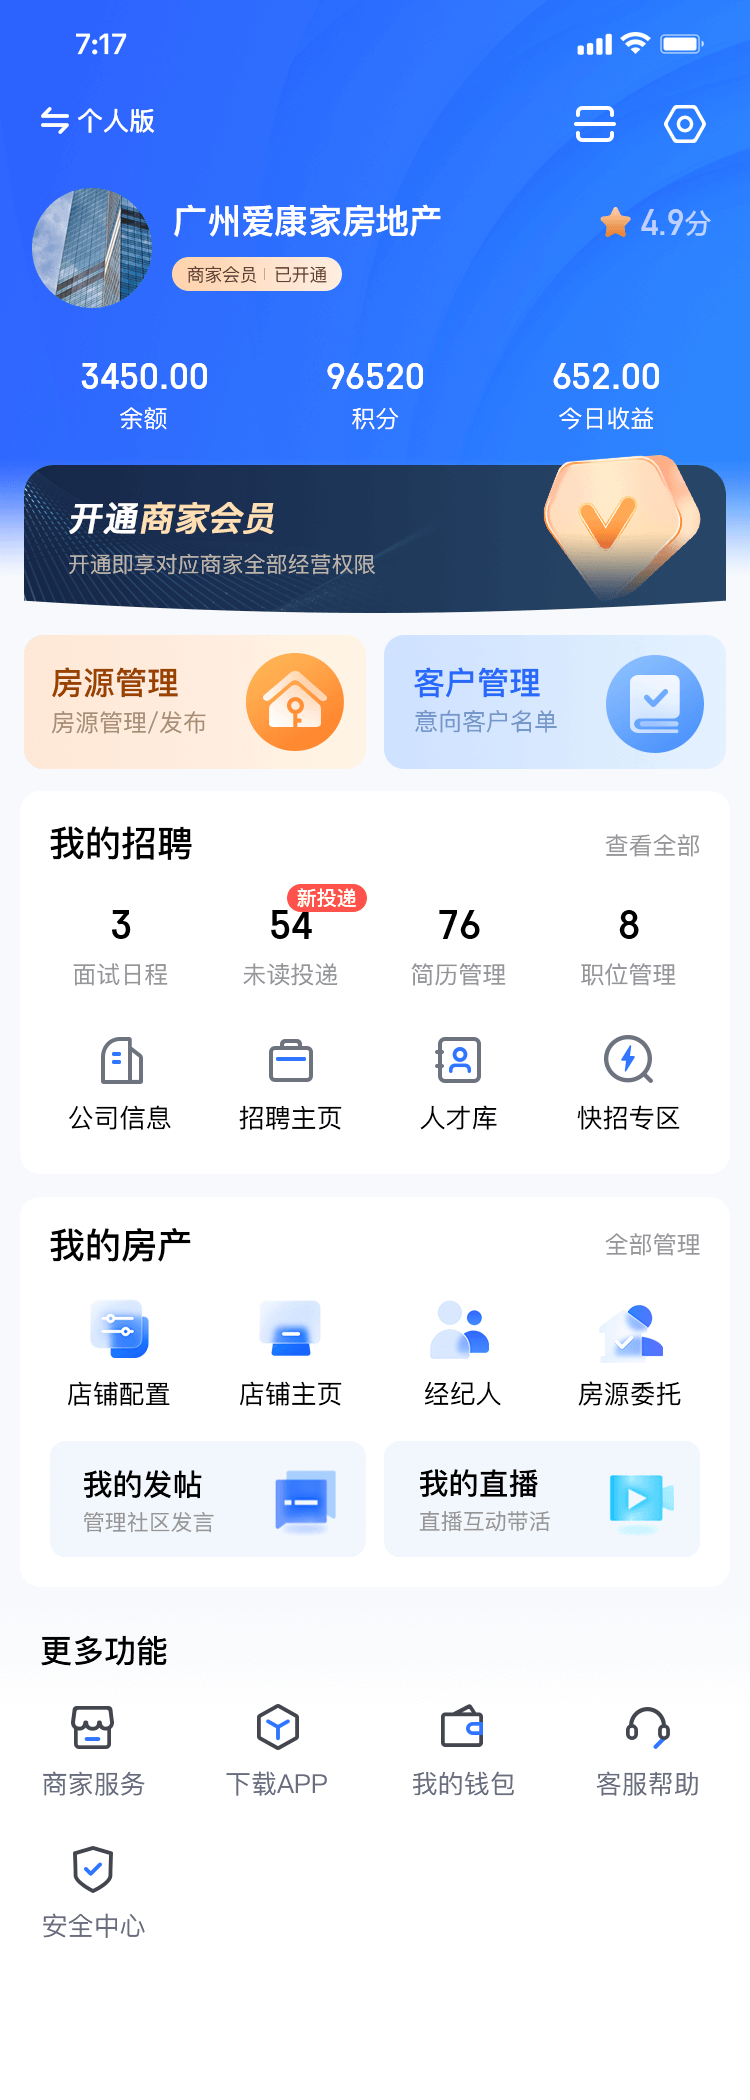 7:17
个人版
广州爱康家房地产
4.9分
商家会员 | 已开通
3450.00 96520 652.00
余额 积分 今日收益
开通商家会员
开通即享对应商家全部经营权限
房源管理 客户管理
房源管理/发布 意向客户名单
我的招聘 查看全部
新投递
3 54 76 8
面试日程 未读投递 简历管理 职位管理
公司信息 招聘主页 人才库 快招专区
我的房产 全部管理
店铺配置 店铺主页 经纪人 房源委托
我的发帖 我的直播
管理社区发言 直播互动带活
更多功能
商家服务 下载APP 我的钱包 客服帮助
安全中心